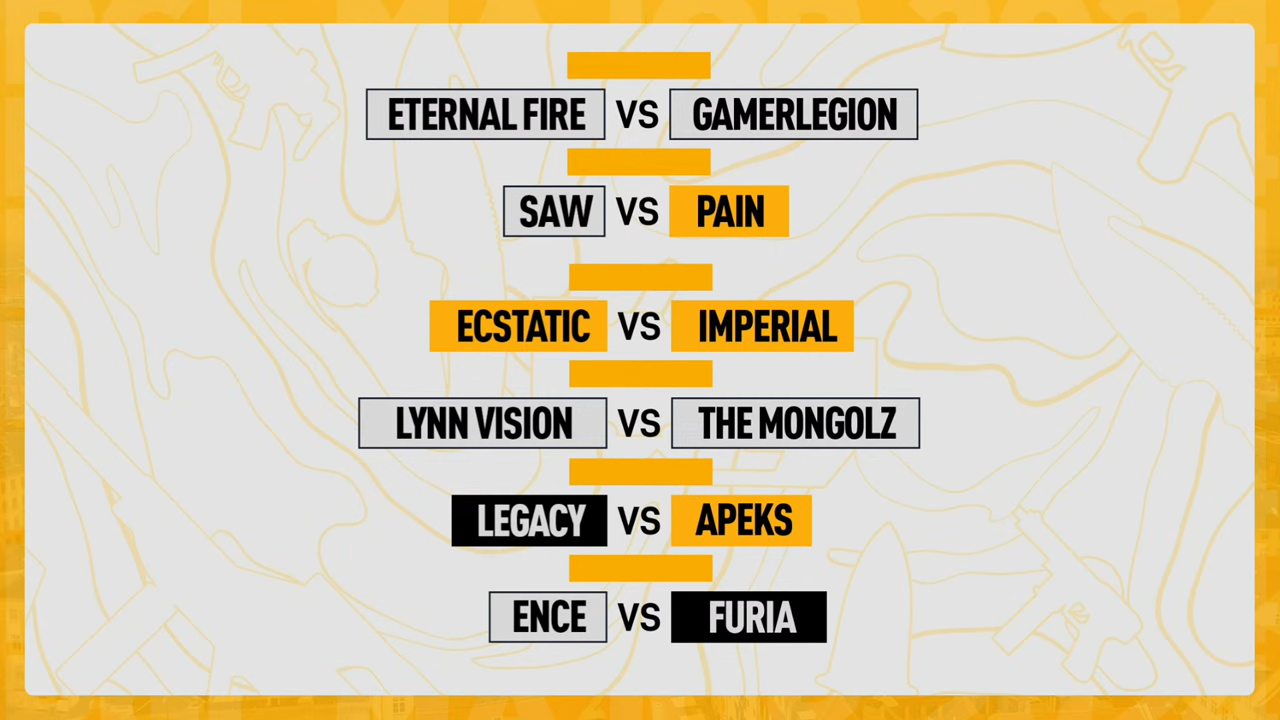 ETERNAL FIRE VS GAMERLEGION
SAW VS PAIN
ECSTATIC VS IMPERIAL
LYNN VISION VS THE MONGOLZ
LEGACY VS APEKS
ENCE VS FURIA